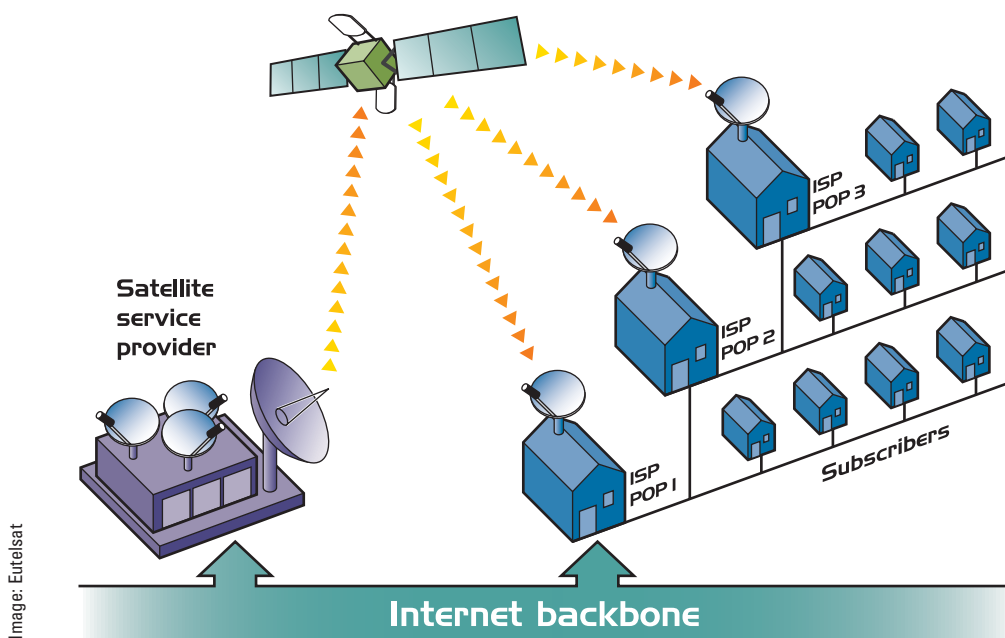 Satellite
service
provider
ISP
POP 3
ISP
POP 2
ISP
POP 1
Subscribers
Internet backbone
Image: Eutelsat